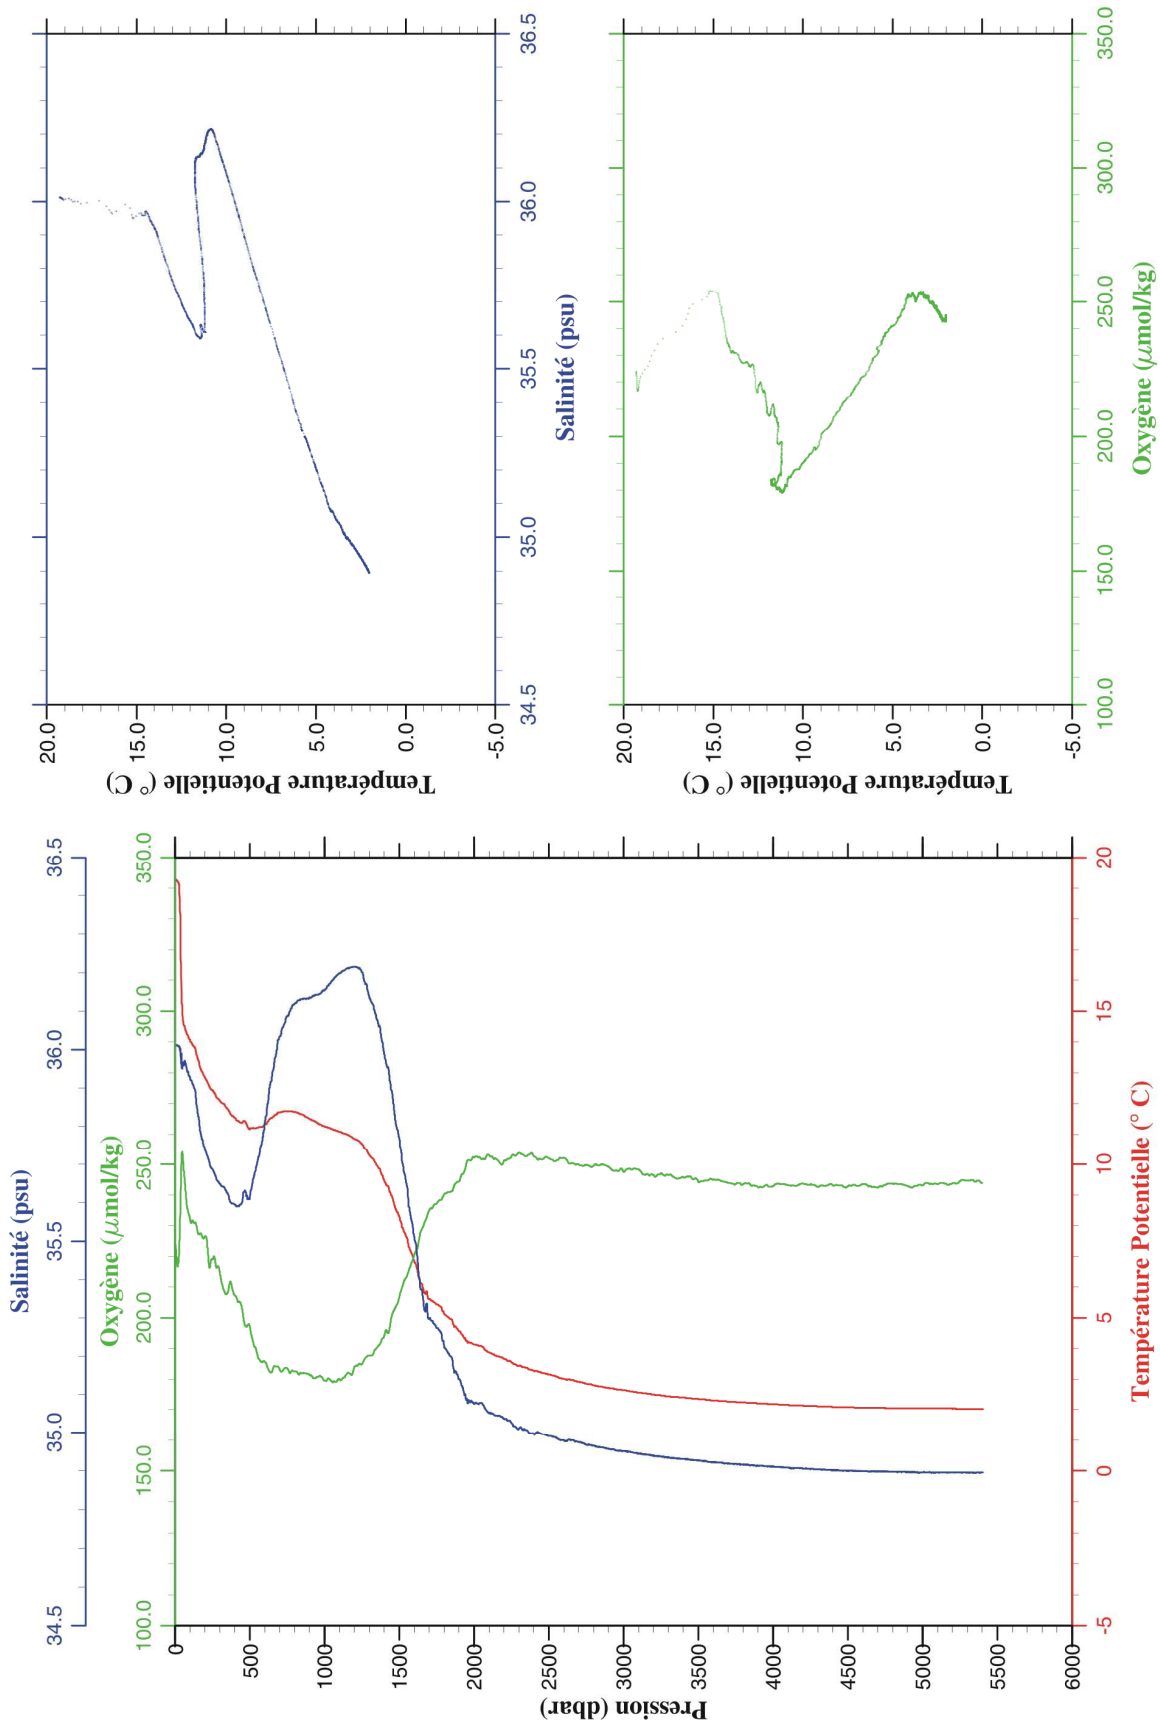 Salinité (psu)
34.5 35.0 35.5 36.0 36.5
Oxygène (μmol/kg)
100.0 150.0 200.0 250.0 300.0 350.0
0
500
1000
1500
2000
2500
3000
3500
4000
4500
5000
5500
6000
Pression (dbar)
-5 0 5 10 15 20
Température Potentielle (° C)
20.0
15.0
10.0
5.0
0.0
-5.0
Température Potentielle (° C)
34.5 35.0 35.5 36.0 36.5
Salinité (psu)
20.0
15.0
10.0
5.0
0.0
-5.0
Température Potentielle (° C)
100.0 150.0 200.0 250.0 300.0 350.0
Oxygène (μmol/kg)